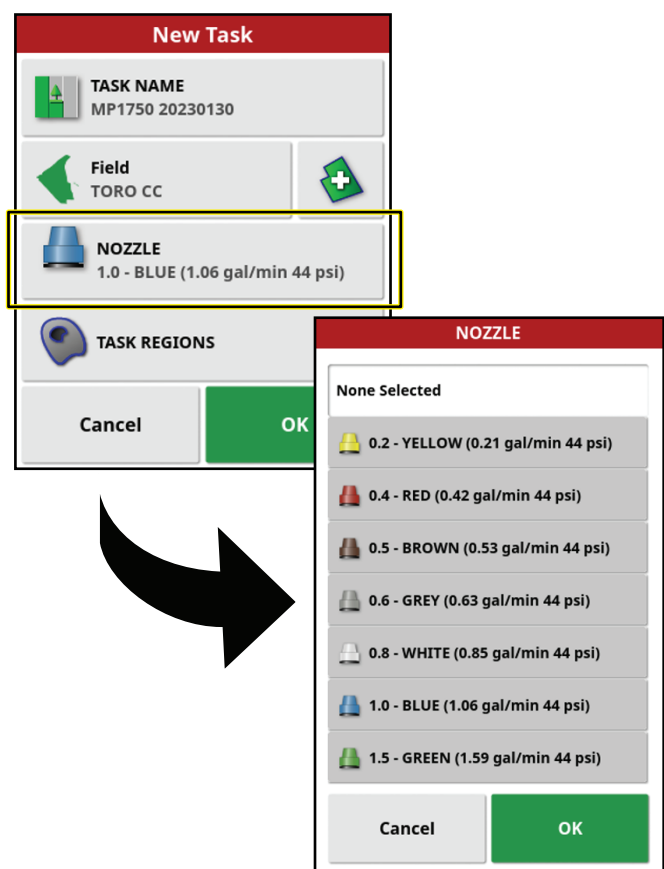 New Task
TASK NAME
MP1750 20230130
Field
TORO CC
NOZZLE
1.0 - BLUE (1.06 gal/min 44 psi)
TASK REGIONS
Cancel
OK
NOZZLE
None Selected
0.2 - YELLOW (0.21 gal/min 44 psi)
0.4 - RED (0.42 gal/min 44 psi)
0.5 - BROWN (0.53 gal/min 44 psi)
0.6 - GREY (0.63 gal/min 44 psi)
0.8 - WHITE (0.85 gal/min 44 psi)
1.0 - BLUE (1.06 gal/min 44 psi)
1.5 - GREEN (1.59 gal/min 44 psi)
Cancel
OK